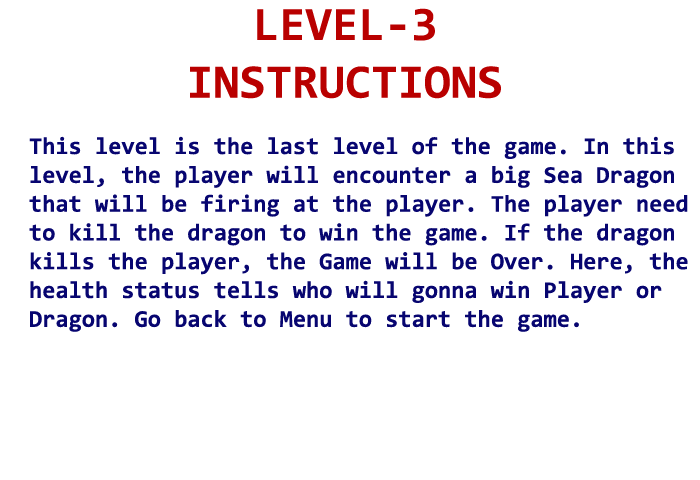 LEVEL-3
INSTRUCTIONS
This level is the last level of the game. In this
level, the player will encounter a big Sea Dragon
that will be firing at the player. The player need
to kill the dragon to win the game. If the dragon
kills the player, the Game will be Over. Here, the
health status tells who will gonna win Player or
Dragon. Go back to Menu to start the game.